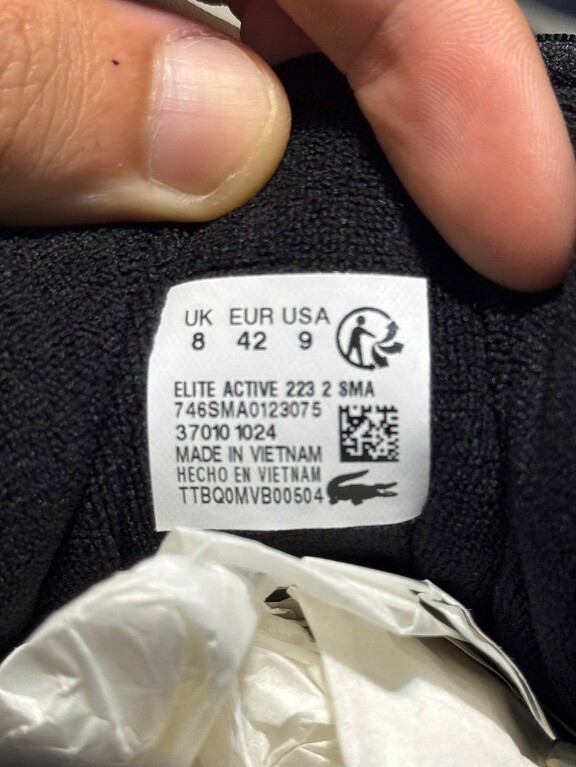 UK EUR USA
8 42 9
ELITE ACTIVE 223 2 SMA
746SMA0123075
37010 1024
MADE IN VIETNAM
HECHO EN VIETNAM
TTBQ0MVB00504